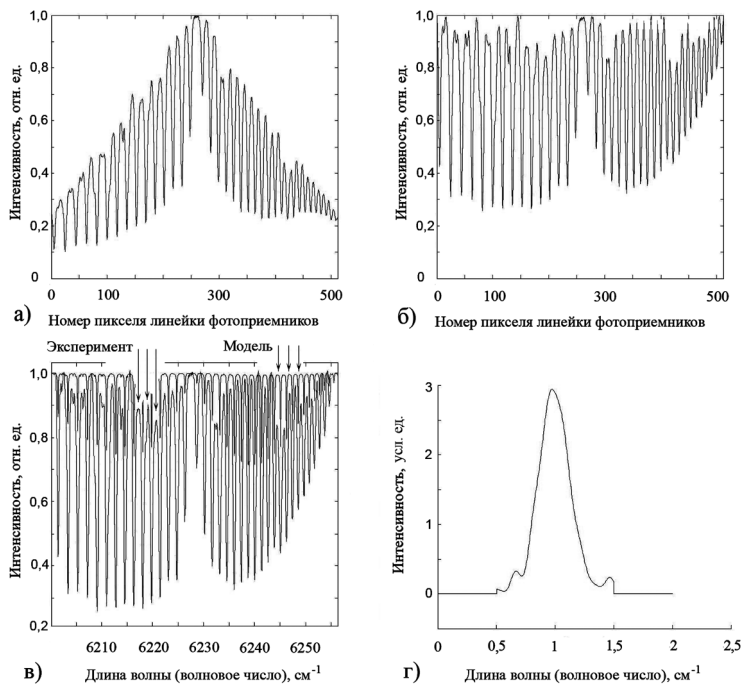 1,0
0,8
0,6
0,4
0,2
0
0 100 300 500
Интенсивность, отн. ед.
Номер пикселя линейки фотоприемников
а)
1,0
0,8
0,6
0,4
0,2
0
0 100 300 500
Интенсивность, отн. ед.
Номер пикселя линейки фотоприемников
б)
Эксперимент Модель
1,0
0,8
0,6
0,4
0,2
6210 6220 6230 6240 6250
Интенсивность, отн. ед.
Длина волны (волновое число), см-1
в)
3
2
1
0
0 0,5 1 1,5 2 2,5
Интенсивность, усл. ед.
Длина волны (волновое число), см-1
г)